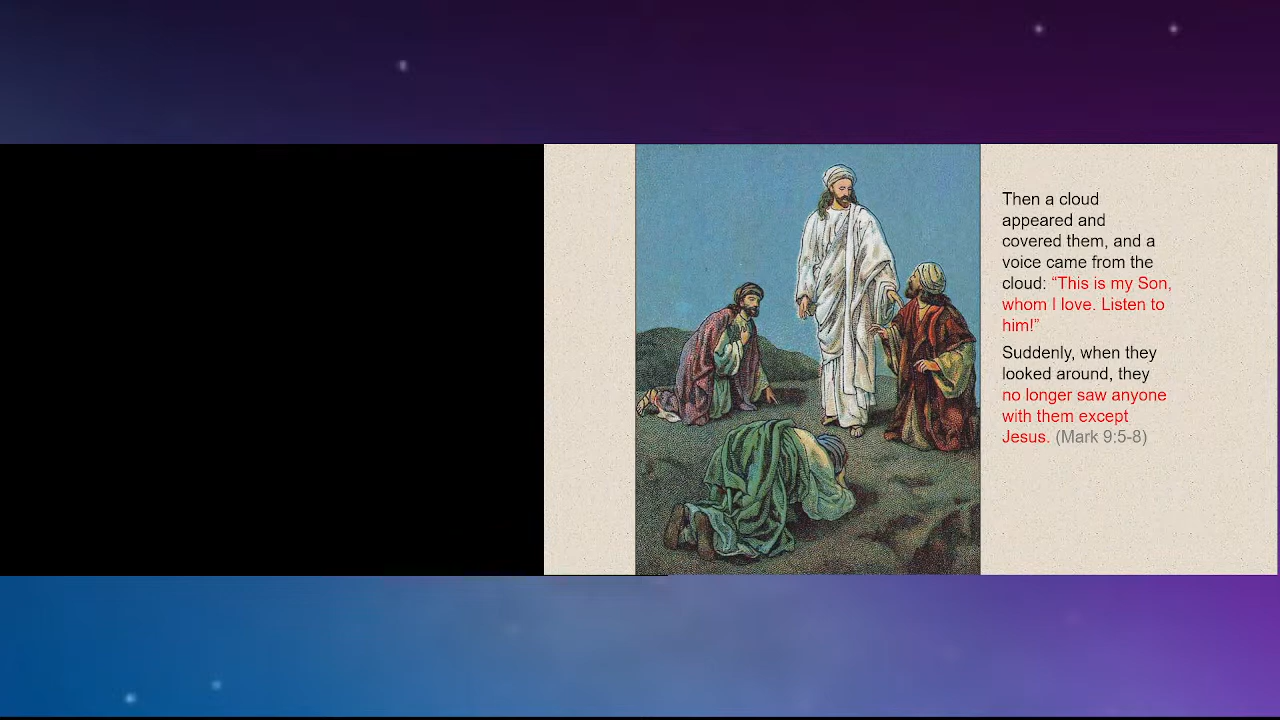 Then a cloud
appeared and
covered them, and a
voice came from the
cloud: “This is my Son,
whom I love. Listen to
him!”
Suddenly, when they
looked around, they
no longer saw anyone
with them except
Jesus. (Mark 9:5-8)